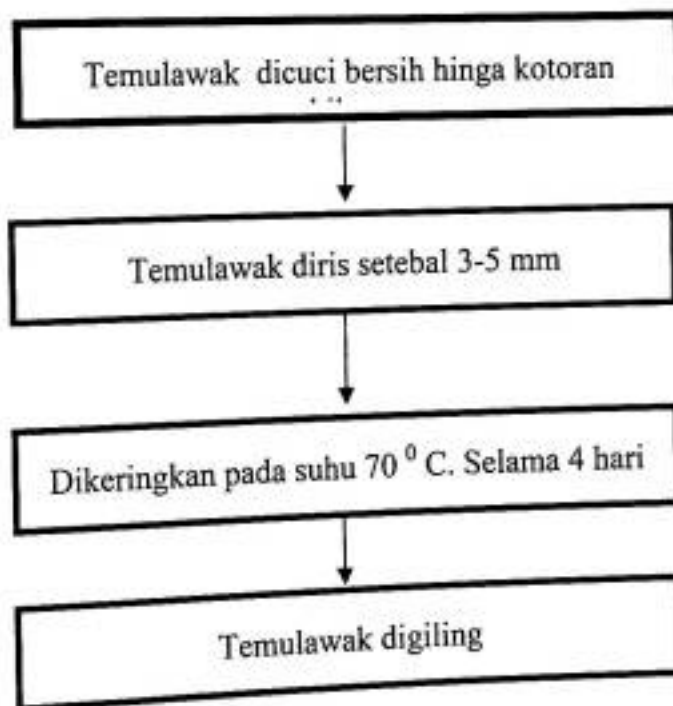 Temulawak dicuci bersih hingga kotoran
Temulawak diris setebal 3-5 mm
Dikeringkan pada suhu 70 ⁰ C. Selama 4 hari
Temulawak digiling